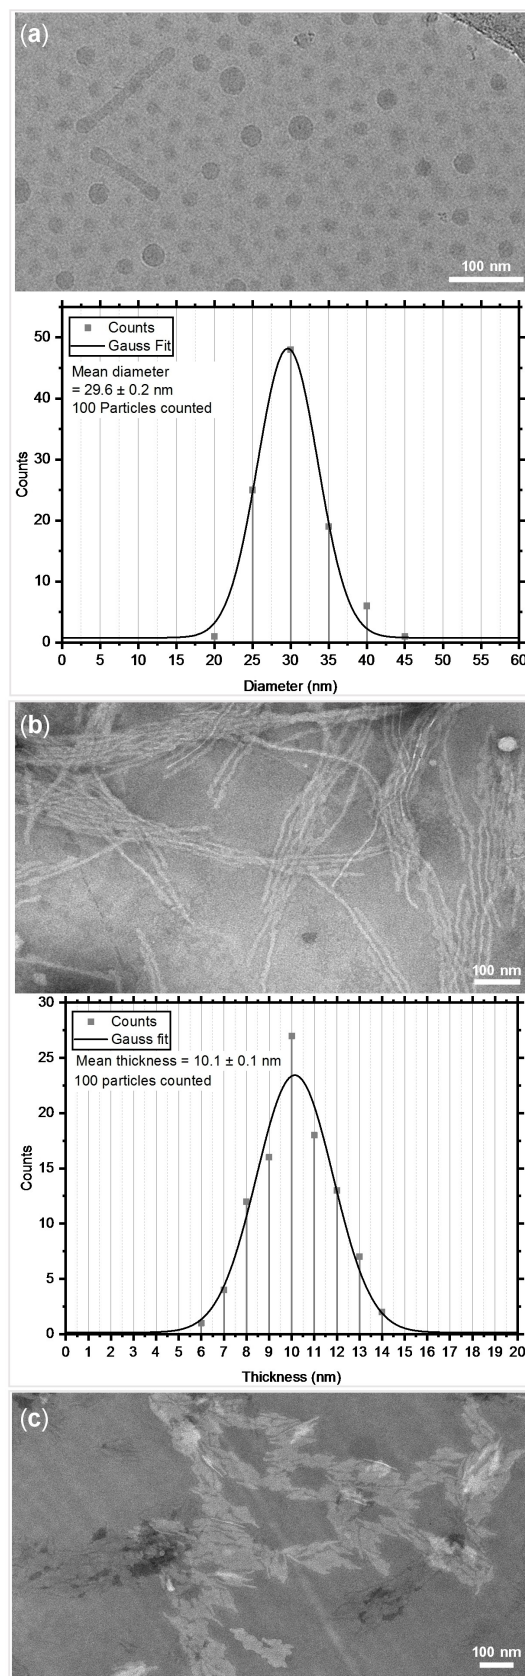 (a)
100 nm
Counts
Gauss Fit
Mean diameter
= 29.6 ± 0.2 nm
100 Particles counted
50
40
30
20
10
0
Counts
0 5 10 15 20 25 30 35 40 45 50 55 60
Diameter (nm)
(b)
100 nm
Counts
Gauss fit
Mean thickness = 10.1 ± 0.1 nm
100 particles counted
30
25
20
15
10
5
0
Counts
0 1 2 3 4 5 6 7 8 9 10 11 12 13 14 15 16 17 18 19 20
Thickness (nm)
(c)
100 nm